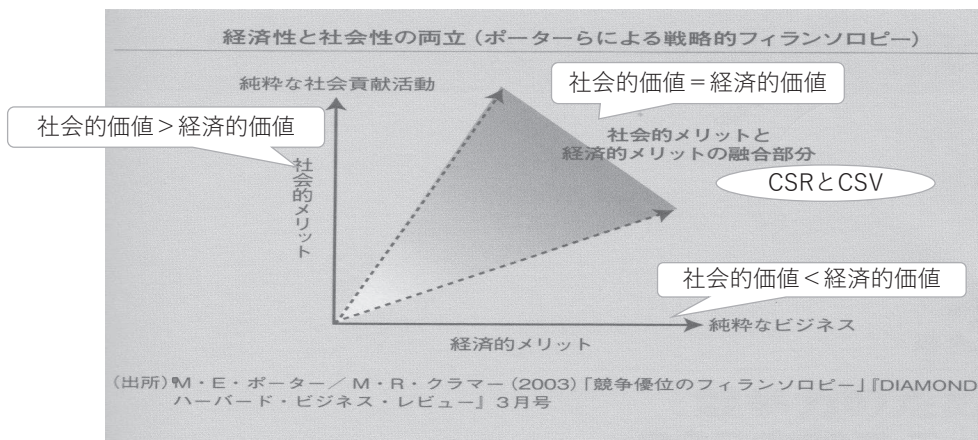 経済性と社会性の両立（ポーターらによる戦略的フィランソロピー）
純粋な社会貢献活動
社会的価値＝経済的価値
社会的価値＞経済的価値
社会的メリットと
経済的メリットの融合部分
CSRとCSV
社会的メリット
社会的価値＜経済的価値
純粋なビジネス
経済的メリット
（出所）M・E・ポーター／M・R・クラマー（2003）「競争優位のフィランソロピー」『DIAMOND
ハーバード・ビジネス・レビュー』3月号